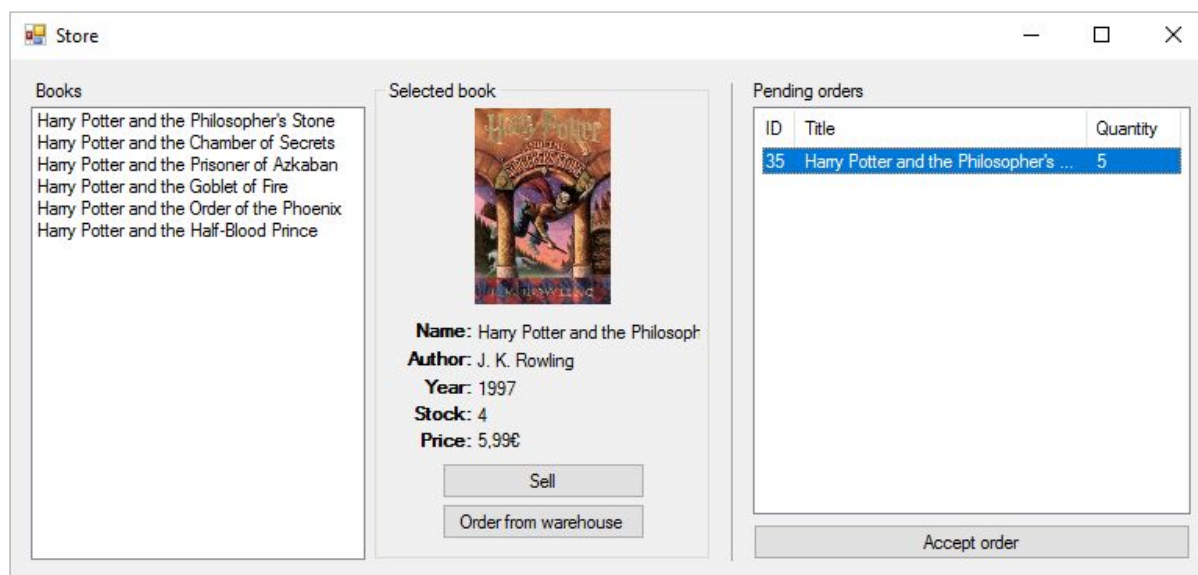 Store
Books
Harry Potter and the Philosopher's Stone
Harry Potter and the Chamber of Secrets
Harry Potter and the Prisoner of Azkaban
Harry Potter and the Goblet of Fire
Harry Potter and the Order of the Phoenix
Harry Potter and the Half-Blood Prince
Selected book
Harry Potter
Name: Harry Potter and the Philosoph
Author: J. K. Rowling
Year: 1997
Stock: 4
Price: 5,99€
Sell
Order from warehouse
Pending orders
ID Title Quantity
35 Harry Potter and the Philosopher's ... 5
Accept order